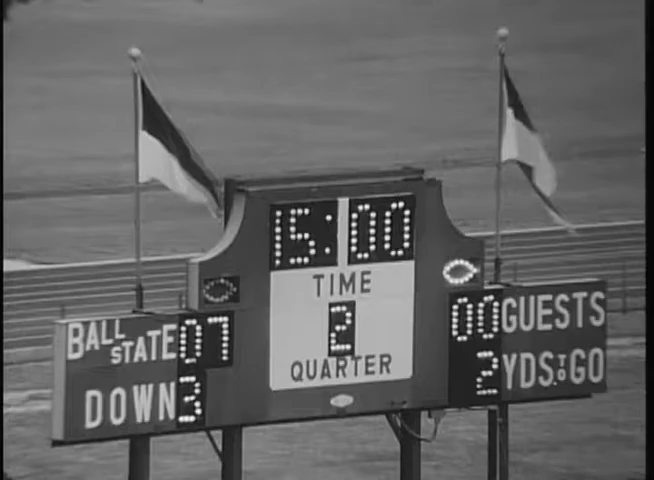 15:00
TIME
2
QUARTER
BALL STATE 07
DOWN 3
00 GUESTS
2 YDS TO GO